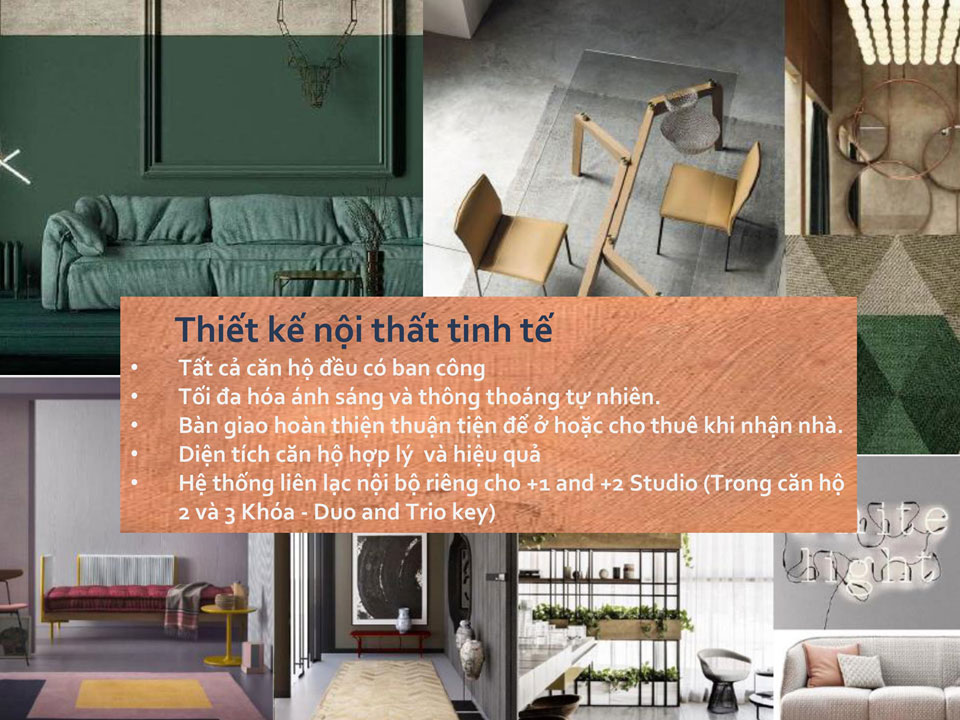 Thiết kế nội thất tinh tế
• Tất cả căn hộ đều có ban công
• Tối đa hóa ánh sáng và thông thoáng tự nhiên.
• Bàn giao hoàn thiện thuận tiện để ở hoặc cho thuê khi nhận nhà.
• Diện tích căn hộ hợp lý  và hiệu quả
• Hệ thống liên lạc nội bộ riêng cho +1 and +2 Studio (Trong căn hộ
2 và 3 Khóa - Duo and Trio key)
light